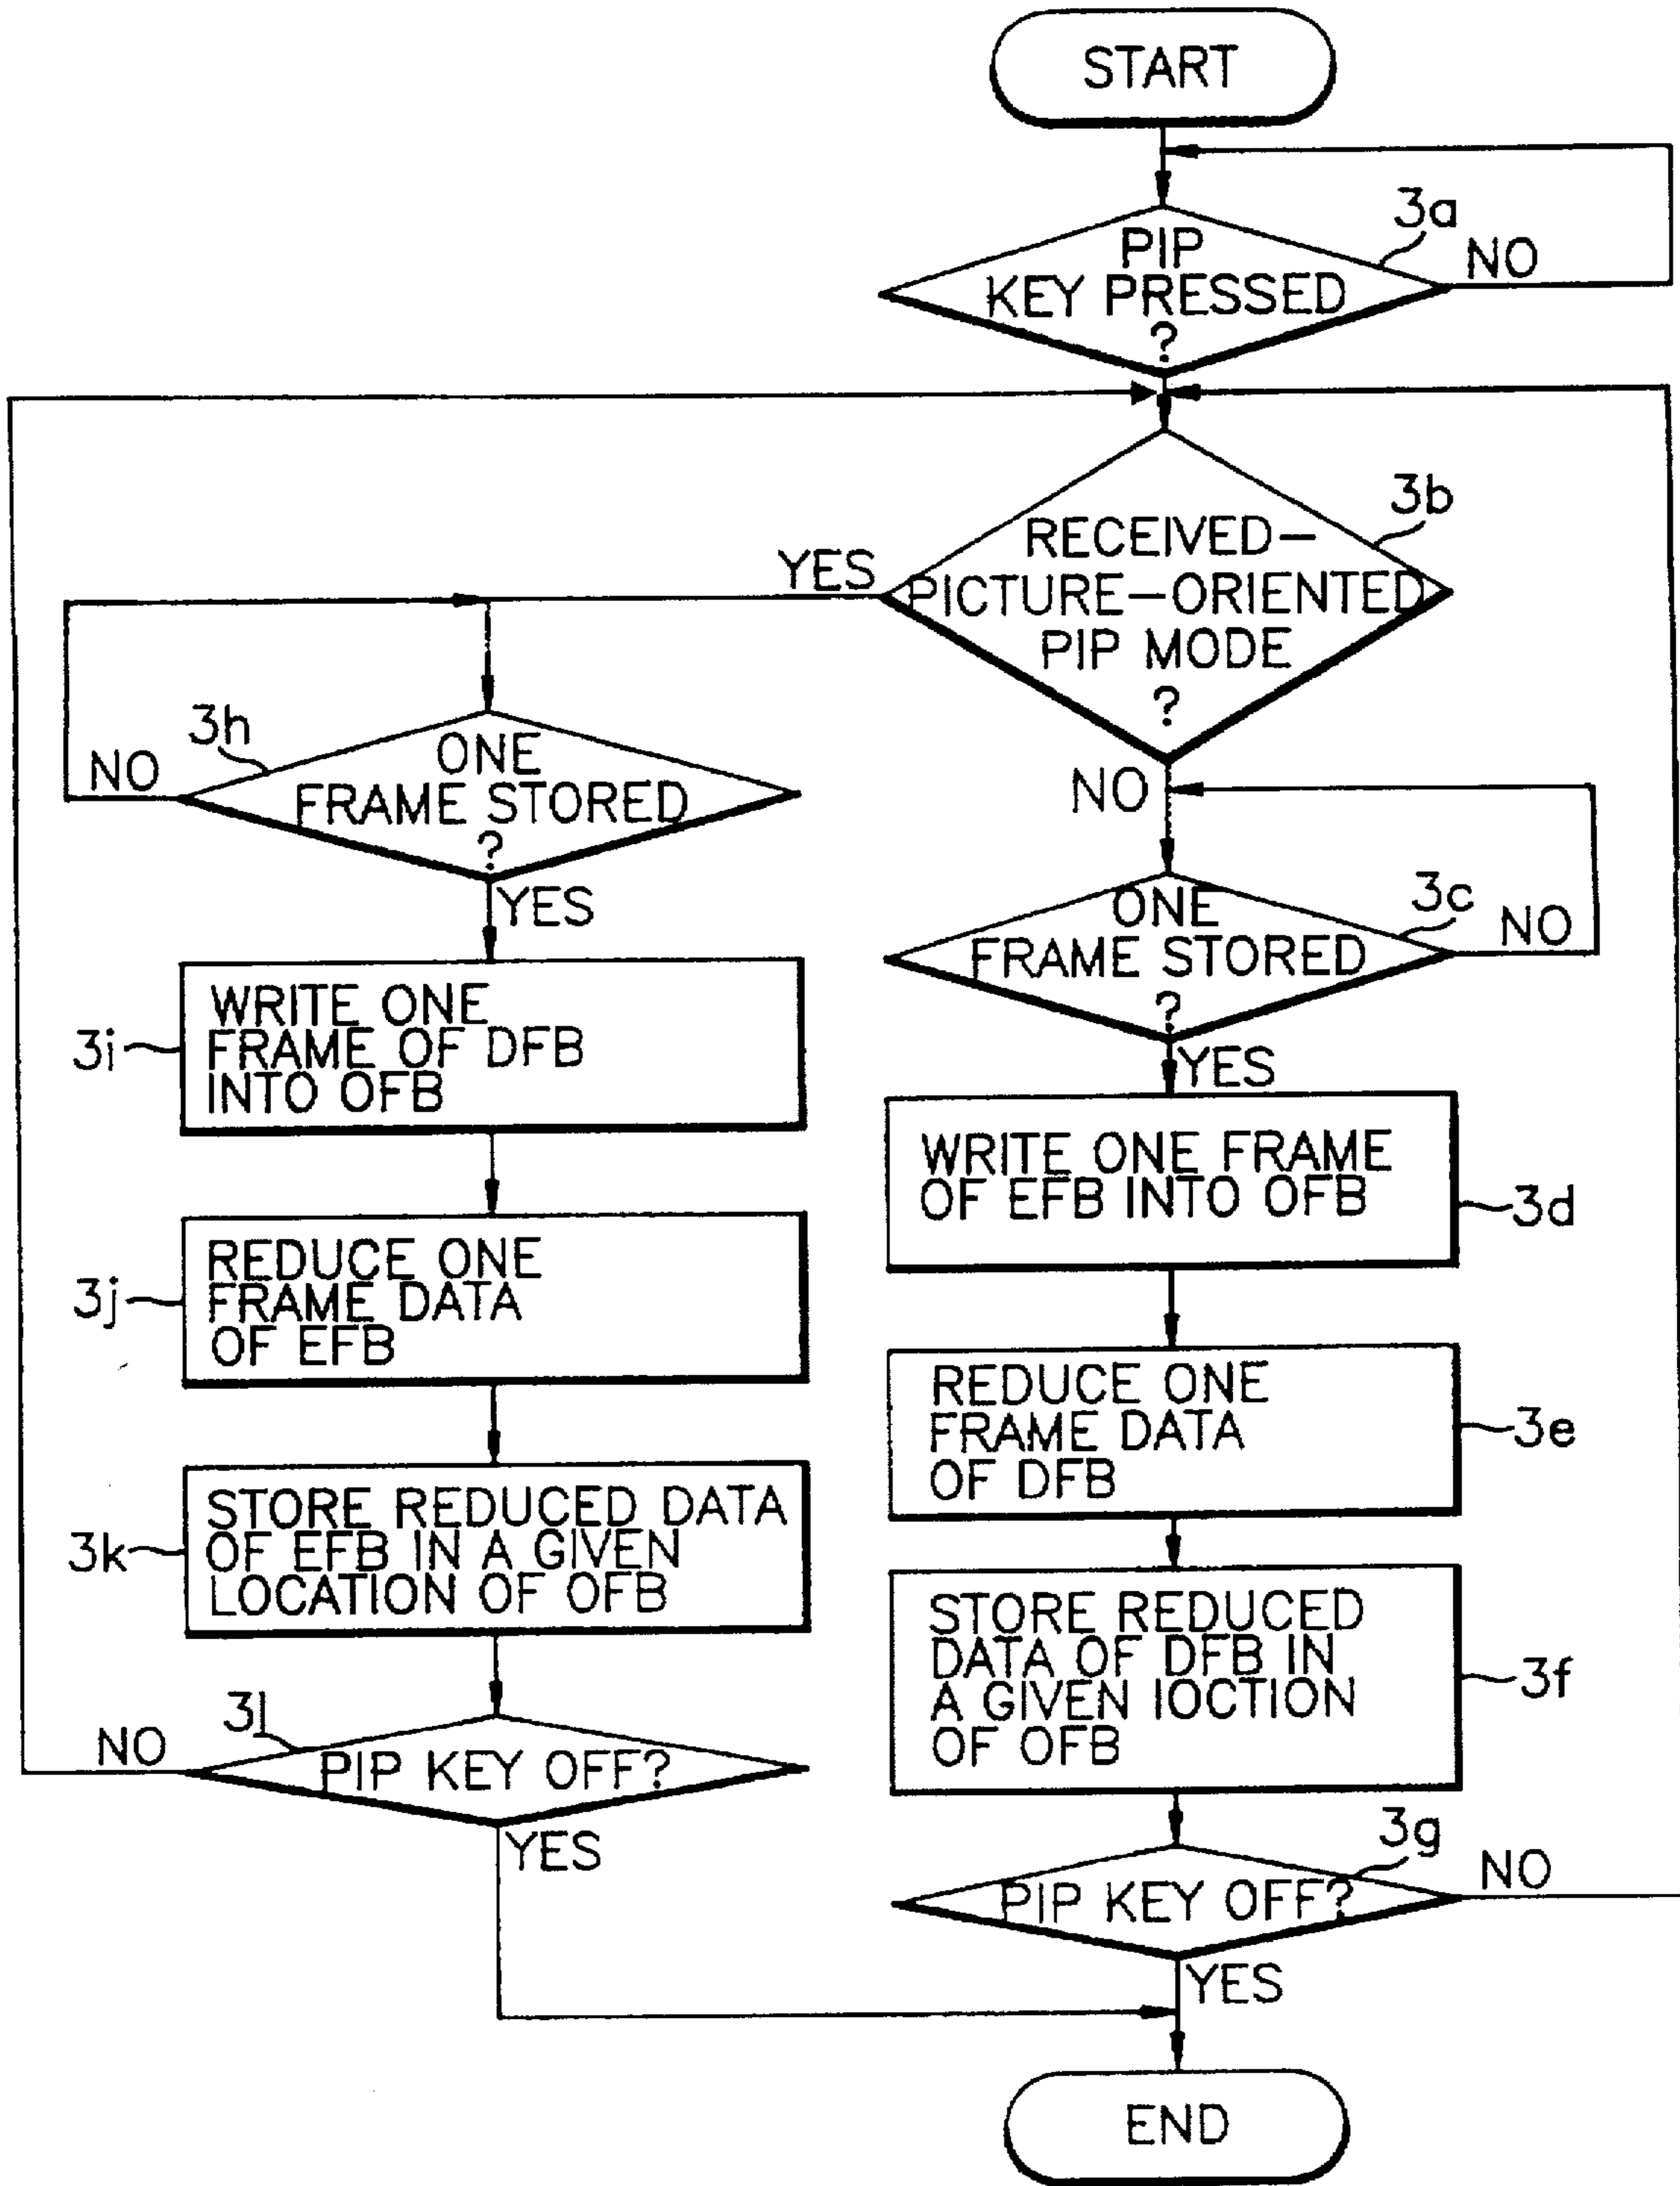 START
3a
PIP
KEY PRESSED
?
NO
3b
RECEIVED-
PICTURE-ORIENTED
PIP MODE
?
YES
NO
3h
ONE
FRAME STORED
?
NO
YES
3i
WRITE ONE
FRAME OF DFB
INTO OFB
3j
REDUCE ONE
FRAME DATA
OF EFB
3k
STORE REDUCED DATA
OF EFB IN A GIVEN
LOCATION OF OFB
3l
PIP KEY OFF?
NO
YES
3c
ONE
FRAME STORED
?
NO
YES
WRITE ONE FRAME
OF EFB INTO OFB
3d
REDUCE ONE
FRAME DATA
OF DFB
3e
STORE REDUCED
DATA OF DFB IN
A GIVEN IOCTION
OF OFB
3f
3g
PIP KEY OFF?
NO
YES
END